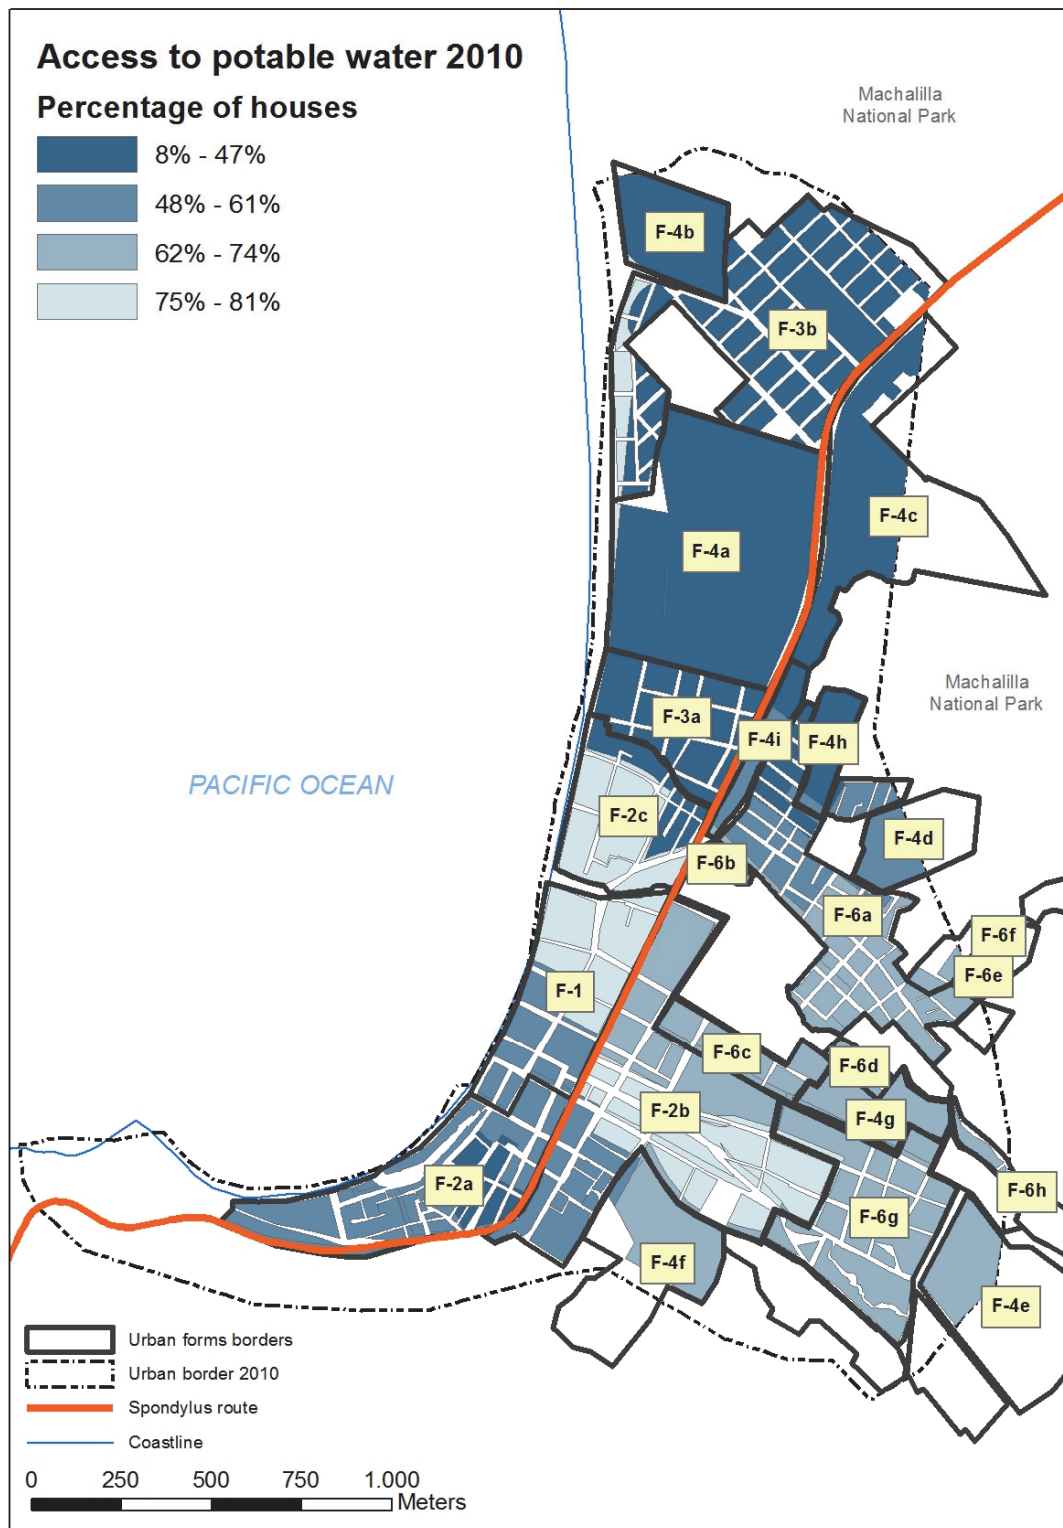 Access to potable water 2010
Percentage of houses
8% - 47%
48% - 61%
62% - 74%
75% - 81%
Machalilla
National Park
F-4b
F-3b
F-4c
F-4a
Machalilla
National Park
F-3a
F-4i
F-4h
PACIFIC OCEAN
F-2c
F-4d
F-6b
F-6a
F-6f
F-6e
F-1
F-6c
F-6d
F-2b
F-4g
F-2a
F-6h
F-6g
F-4f
F-4e
Urban forms borders
Urban border 2010
Spondylus route
Coastline
0 250 500 750 1.000
Meters